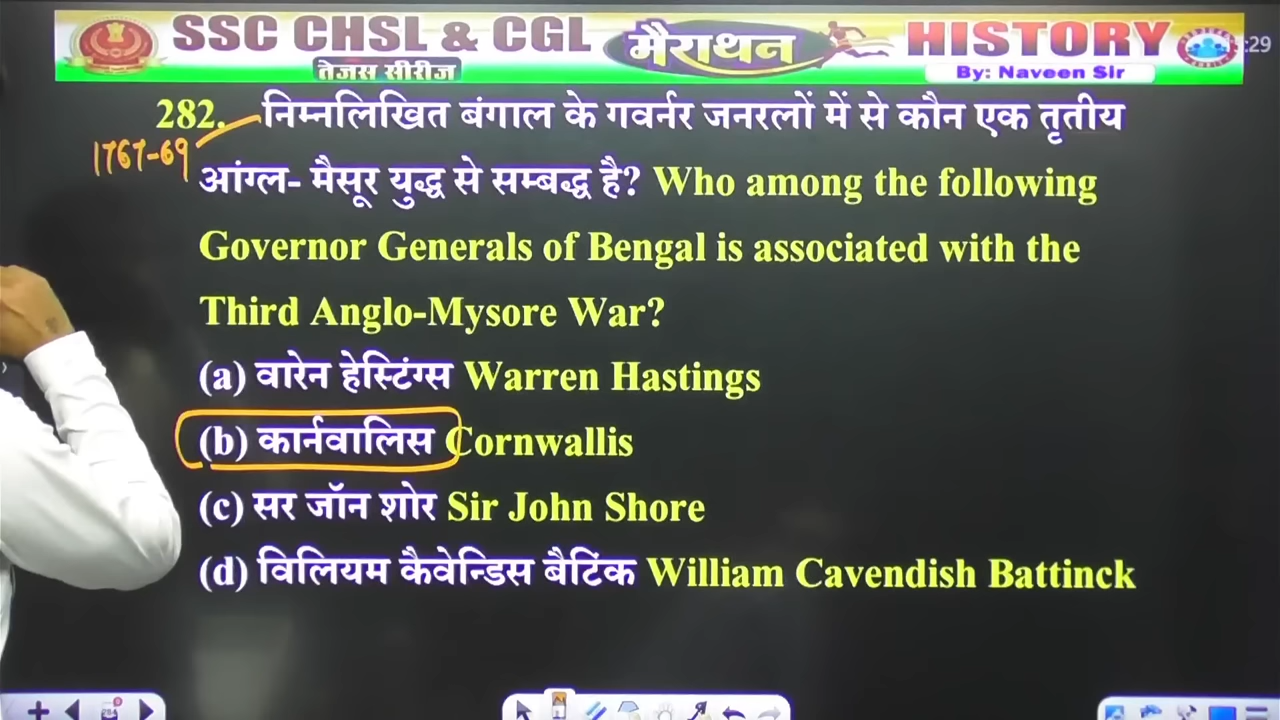 SSC CHSL & CGL
तेजस सीरीज
मैराथन
HISTORY
By: Naveen Sir
:29
282. निम्नलिखित बंगाल के गवर्नर जनरलों में से कौन एक तृतीय
1767-69
आंग्ल- मैसूर युद्ध से सम्बद्ध है? Who among the following
Governor Generals of Bengal is associated with the
Third Anglo-Mysore War?
(a) वारेन हेस्टिंग्स Warren Hastings
(b) कार्नवालिस Cornwallis
(c) सर जॉन शोर Sir John Shore
(d) विलियम कैवेन्डिस बैटिंक William Cavendish Battinck